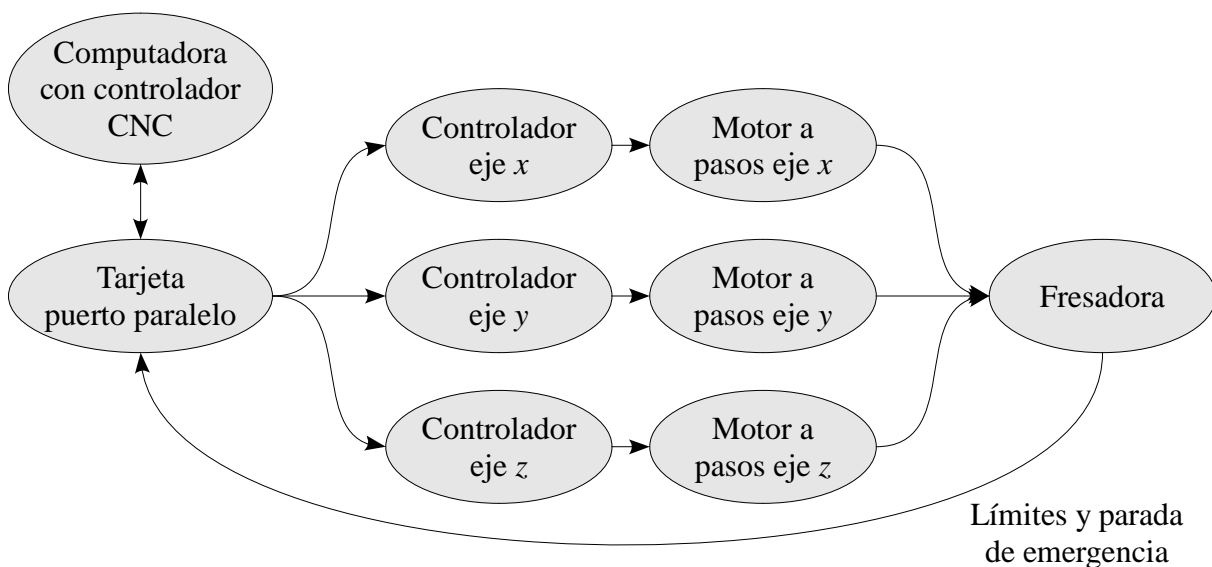 Computadora
con controlador
CNC
Tarjeta
puerto paralelo
Controlador
eje x
Motor a
pasos eje x
Controlador
eje y
Motor a
pasos eje y
Controlador
eje z
Motor a
pasos eje z
Fresadora
Límites y parada
de emergencia